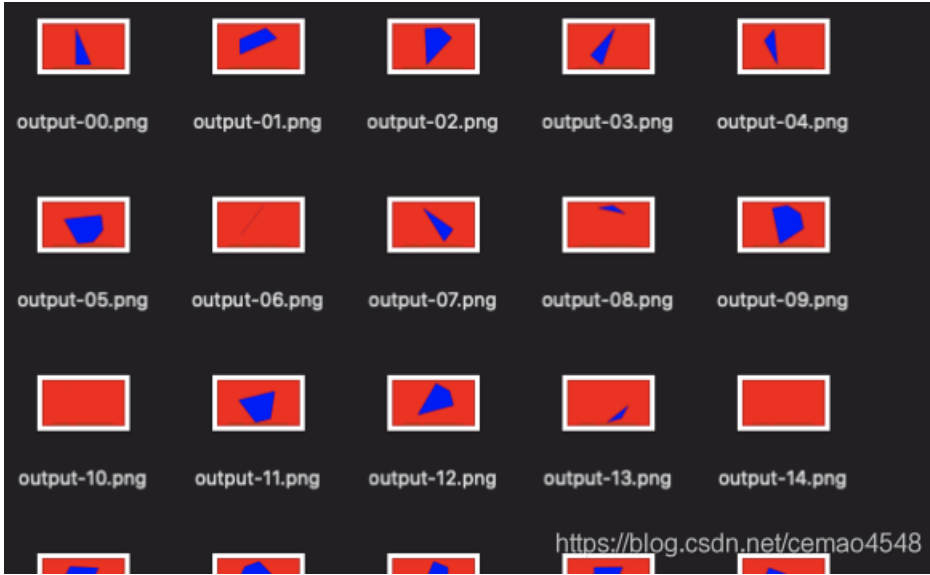 output-00.png output-01.png output-02.png output-03.png output-04.png
output-05.png output-06.png output-07.png output-08.png output-09.png
output-10.png output-11.png output-12.png output-13.png output-14.png
https://blog.csdn.net/cemao4548